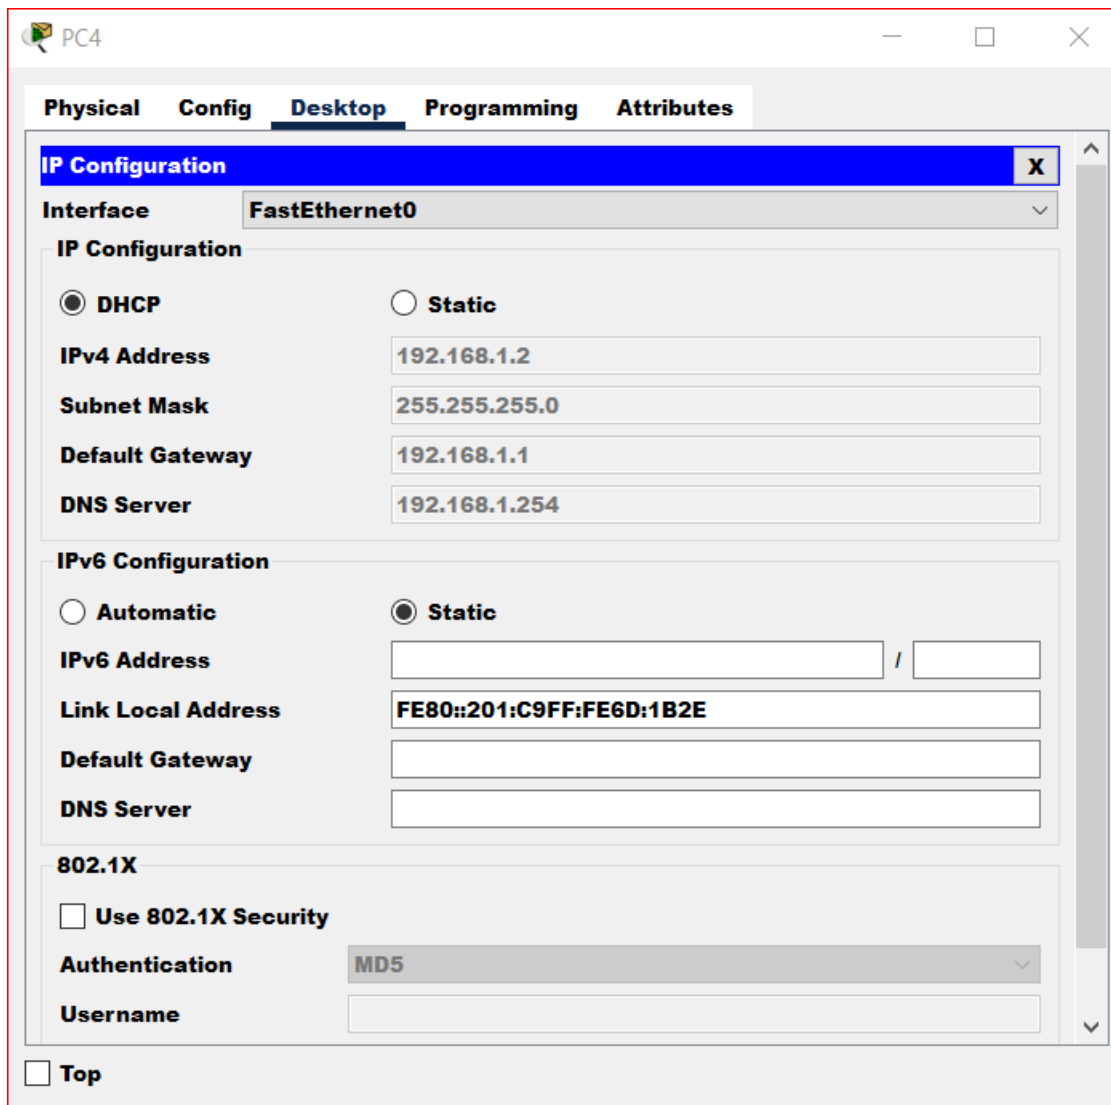 PC4
Physical Config Desktop Programming Attributes
IP Configuration X
Interface FastEthernet0
IP Configuration
DHCP Static
IPv4 Address 192.168.1.2
Subnet Mask 255.255.255.0
Default Gateway 192.168.1.1
DNS Server 192.168.1.254
IPv6 Configuration
Automatic Static
IPv6 Address /
Link Local Address FE80::201:C9FF:FE6D:1B2E
Default Gateway
DNS Server
802.1X
Use 802.1X Security
Authentication MD5
Username
Top